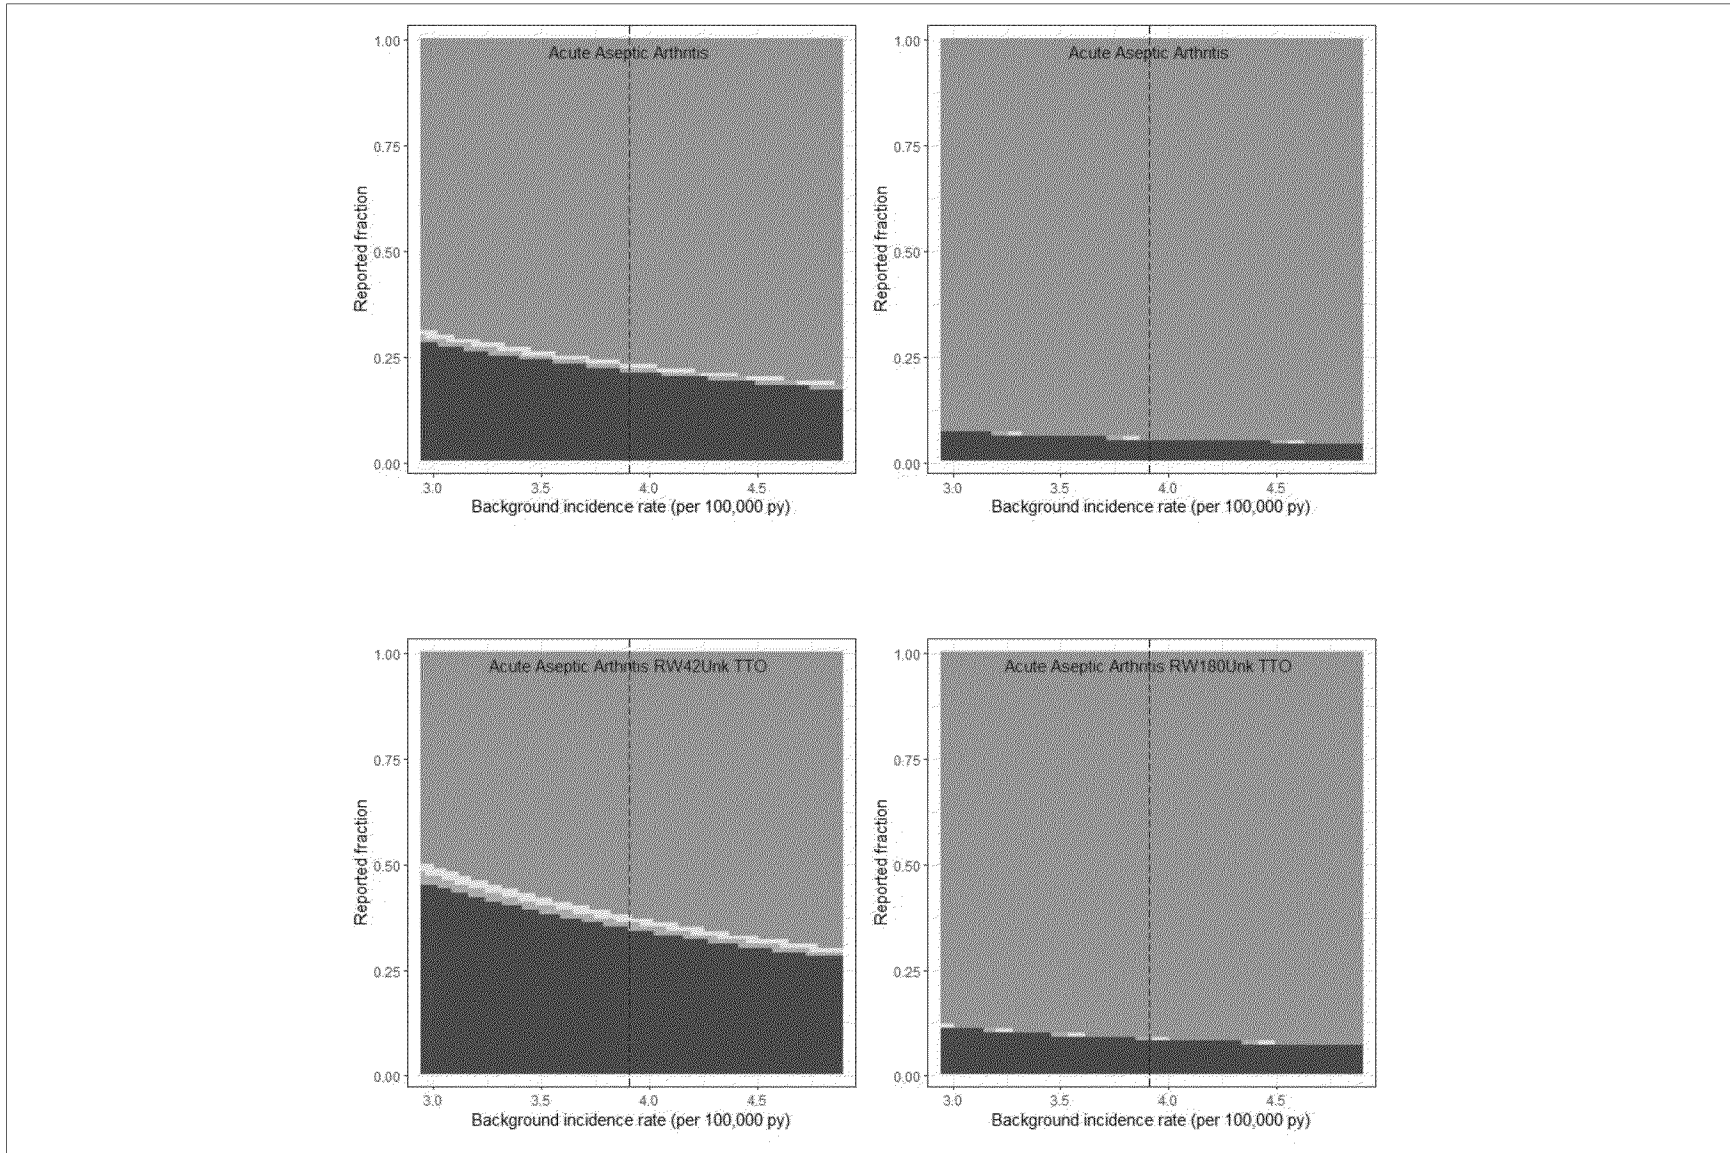 Acute Aseptic Arthritis
1.00
0.75
0.50
0.25
0.00
Reported fraction
3.0 3.5 4.0 4.5
Background incidence rate (per 100,000 py)
Acute Aseptic Arthritis
1.00
0.75
0.50
0.25
0.00
Reported fraction
3.0 3.5 4.0 4.5
Background incidence rate (per 100,000 py)
Acute Aseptic Arthritis RW42Unk TTO
1.00
0.75
0.50
0.25
0.00
Reported fraction
3.0 3.5 4.0 4.5
Background incidence rate (per 100,000 py)
Acute Aseptic Arthritis RW180Unk TTO
1.00
0.75
0.50
0.25
0.00
Reported fraction
3.0 3.5 4.0 4.5
Background incidence rate (per 100,000 py)